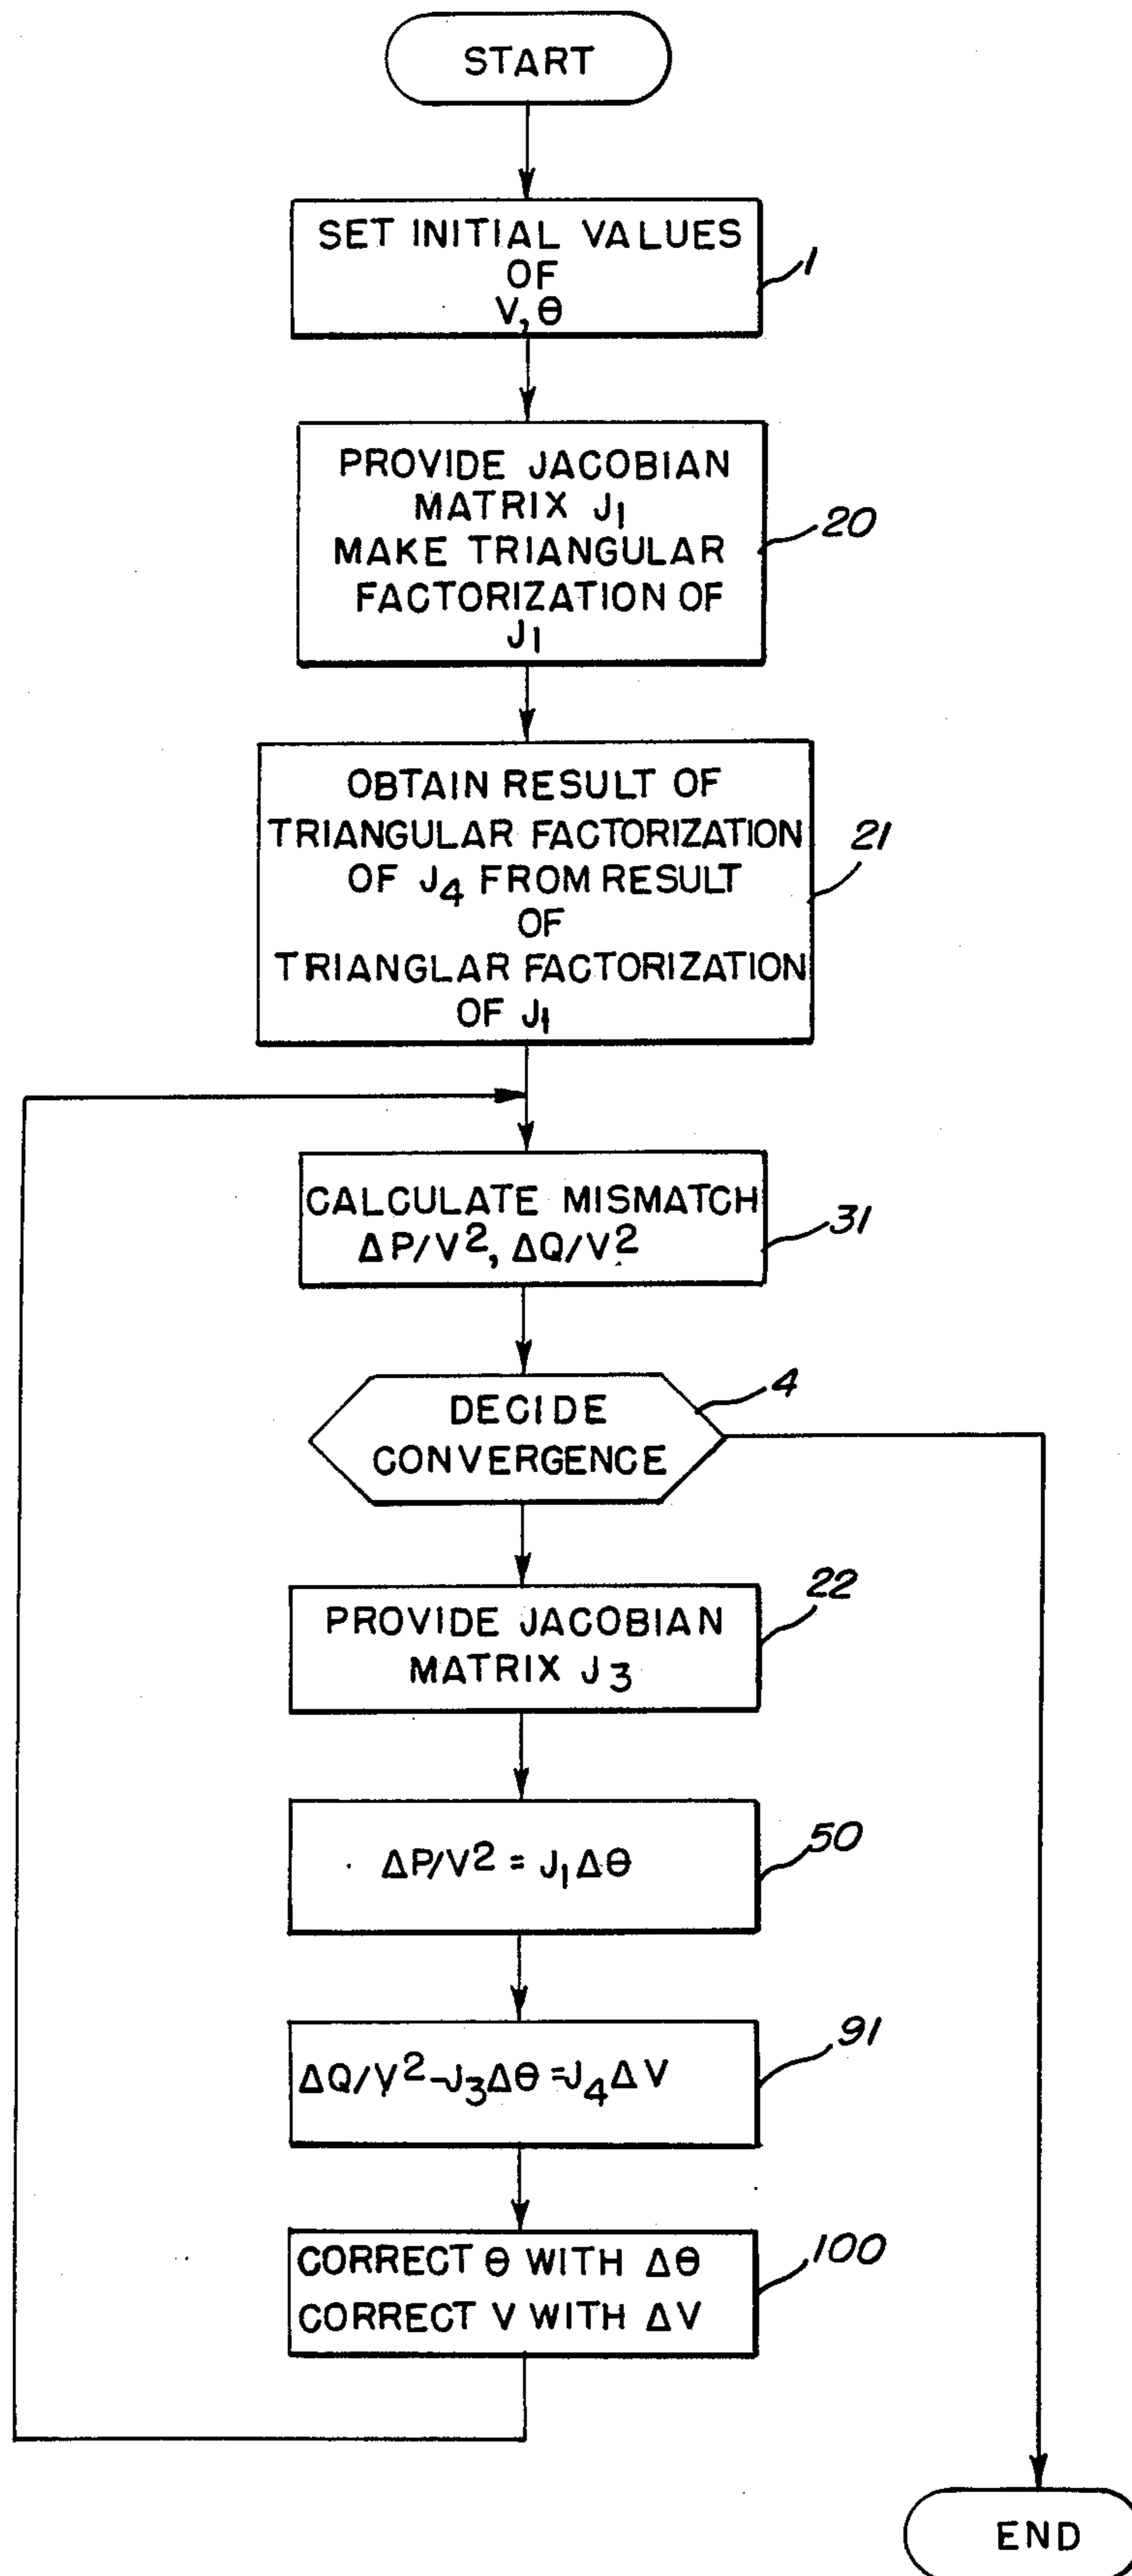 START
SET INITIAL VALUES
OF
V, θ
1
PROVIDE JACOBIAN
MATRIX J1
MAKE TRIANGULAR
FACTORIZATION OF
J1
20
OBTAIN RESULT OF
TRIANGULAR FACTORIZATION
OF J4 FROM RESULT
OF
TRIANGLAR FACTORIZATION
OF J1
21
CALCULATE MISMATCH
ΔP/V², ΔQ/V²
31
DECIDE
CONVERGENCE
4
PROVIDE JACOBIAN
MATRIX J3
22
ΔP/V² = J1Δθ
50
ΔQ/V²-J3Δθ=J4ΔV
91
CORRECT θ WITH Δθ
CORRECT V WITH ΔV
100
END